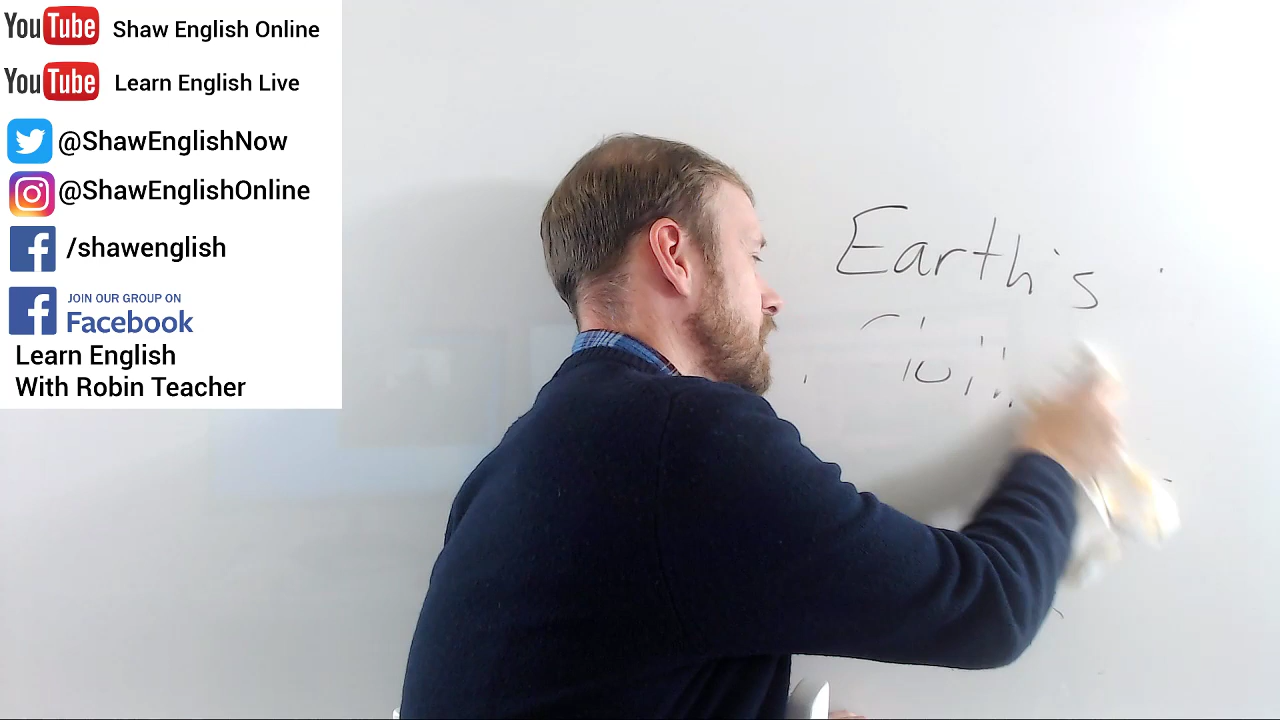 YouTube Shaw English Online
YouTube Learn English Live
@ShawEnglishNow
@ShawEnglishOnline
/shawenglish
JOIN OUR GROUP ON
Facebook
Learn English
With Robin Teacher
Earth's